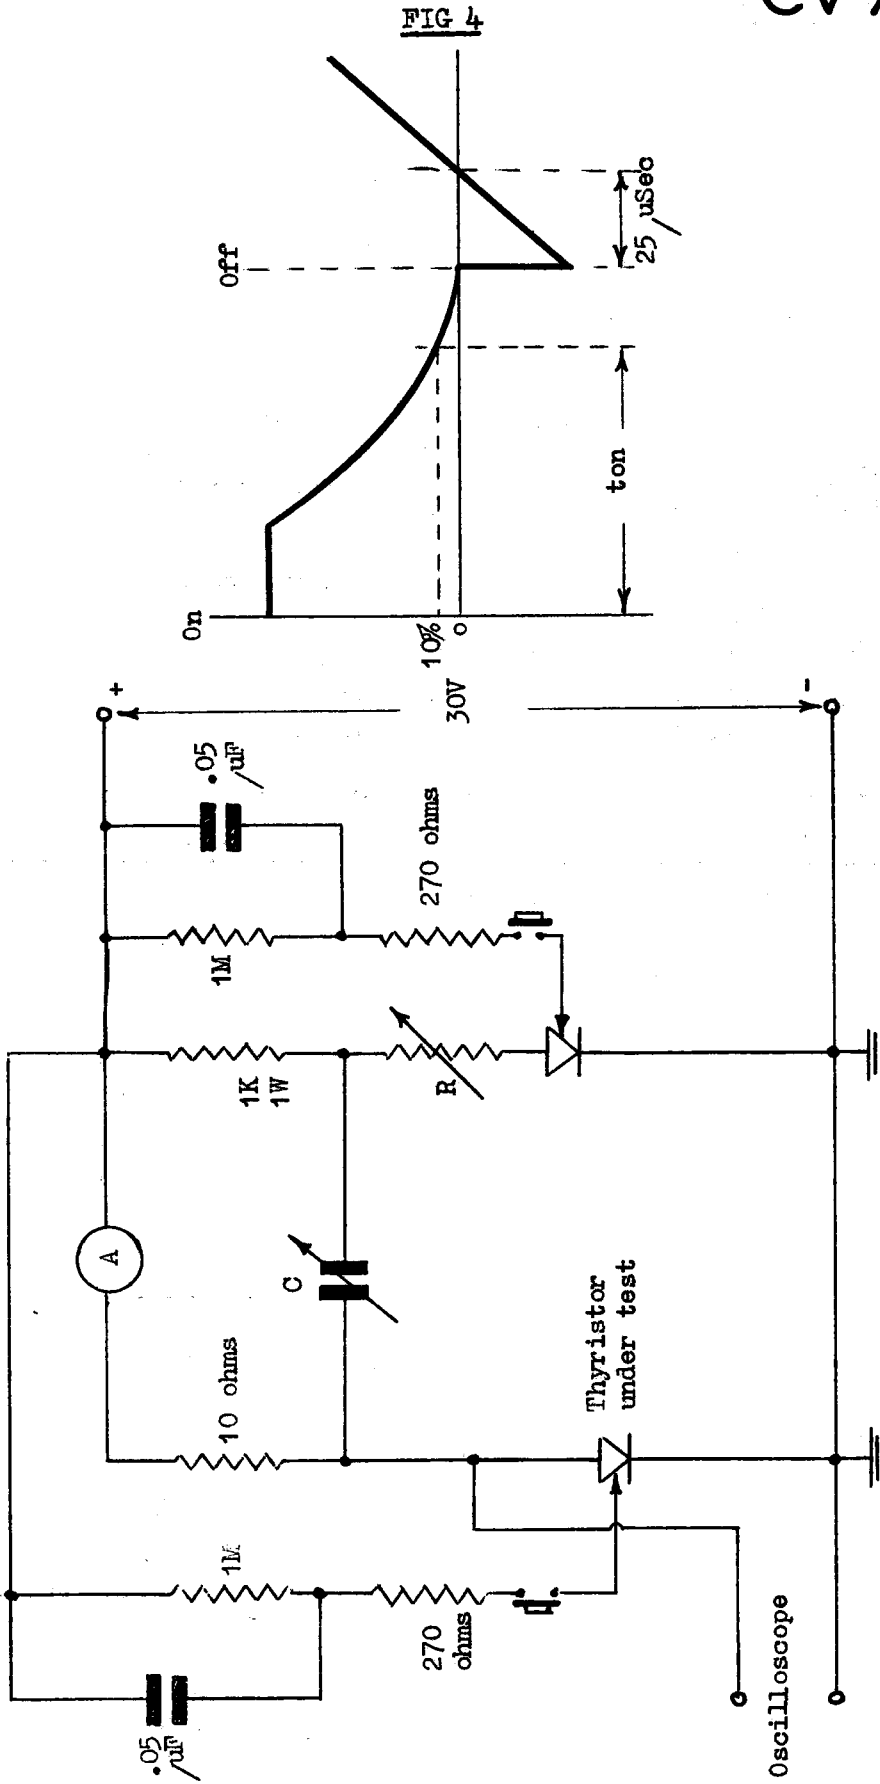 FIG 4
On
Off
10%
0
ton
25 uSec
+
-
30V
.05
uF
1M
270 ohms
1K
1W
R
A
C
10 ohms
Thyristor
under test
1M
270
ohms
.05
uF
Oscilloscope